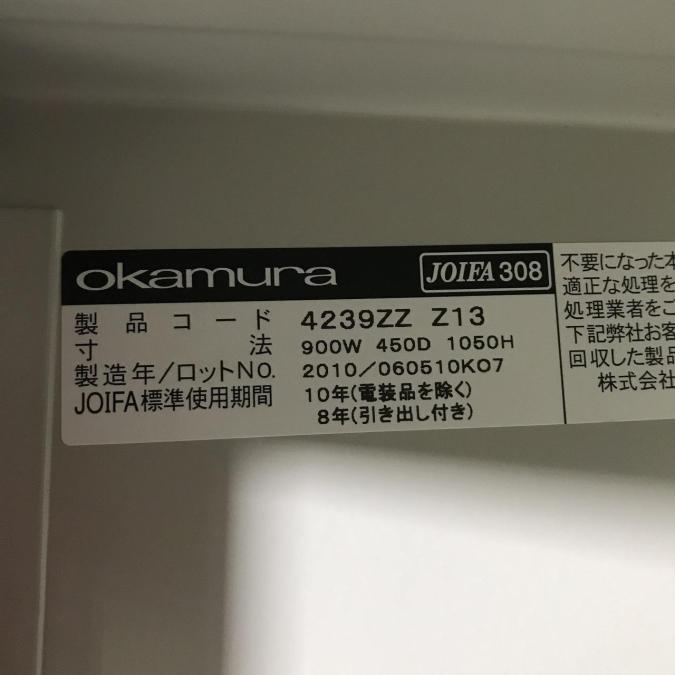 okamura
JOIFA 308
製品コード 4239ZZ Z13
寸法 900W 450D 1050H
製造年/ロットNO. 2010/060510K07
JOIFA標準使用期間 10年(電装品を除く)
8年(引き出し付き)
不要になった本
適正な処理を
処理業者をご
下記弊社お客
回収した製品
株式会社